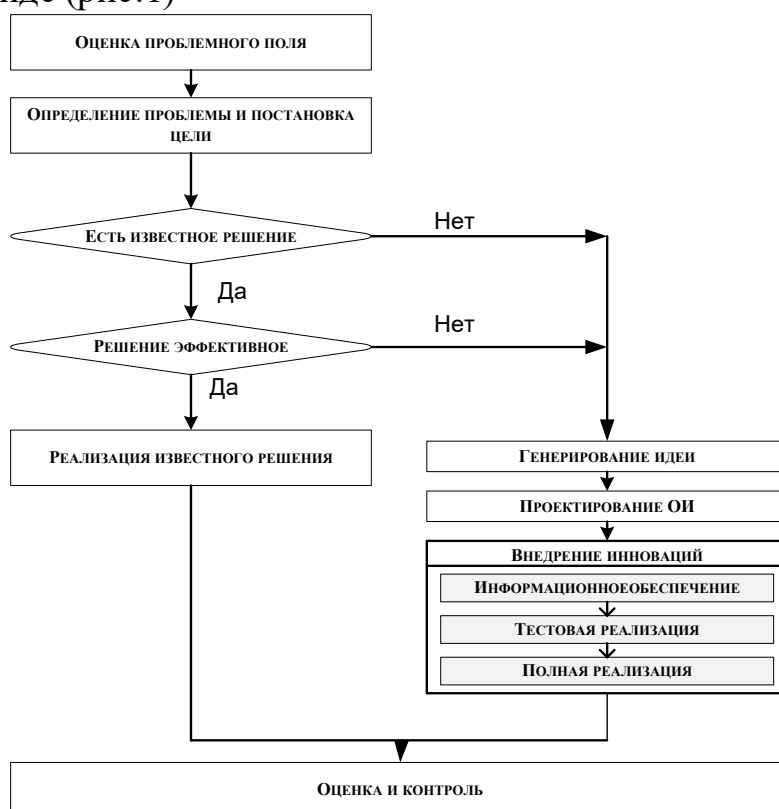 (рис.1)
Оценка проблемного поля
Определение проблемы и постановка
цели
Есть известное решение
Нет
Да
Решение эффективное
Нет
Да
Реализация известного решения
Генерирование идеи
Проектирование ОИ
Внедрение инноваций
Информационноеобеспечение
Тестовая реализация
Полная реализация
Оценка и контроль